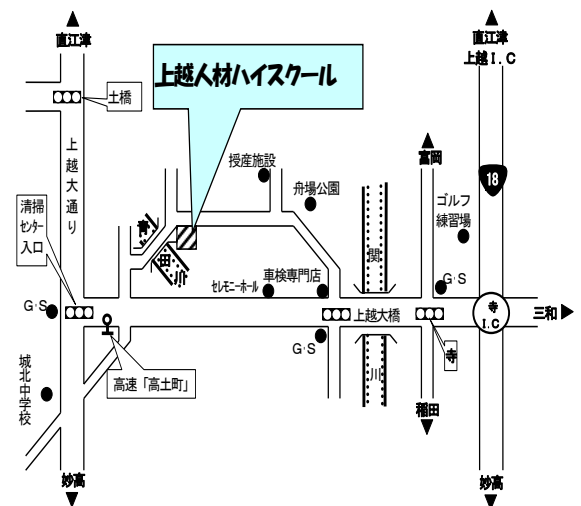 直江津
直江津
上越I.C
上越人材ハイスクール
土橋
上越大通り
授産施設
富岡
18
舟場公園
ゴルフ
練習場
清掃
センター
入口
青田川
関
車検専門店
セレモニーホール
G・S
G・S
上越大橋
寺
I.C
三和
G・S
寺
高速「高土町」
川
城北中学校
稲田
妙高
妙高